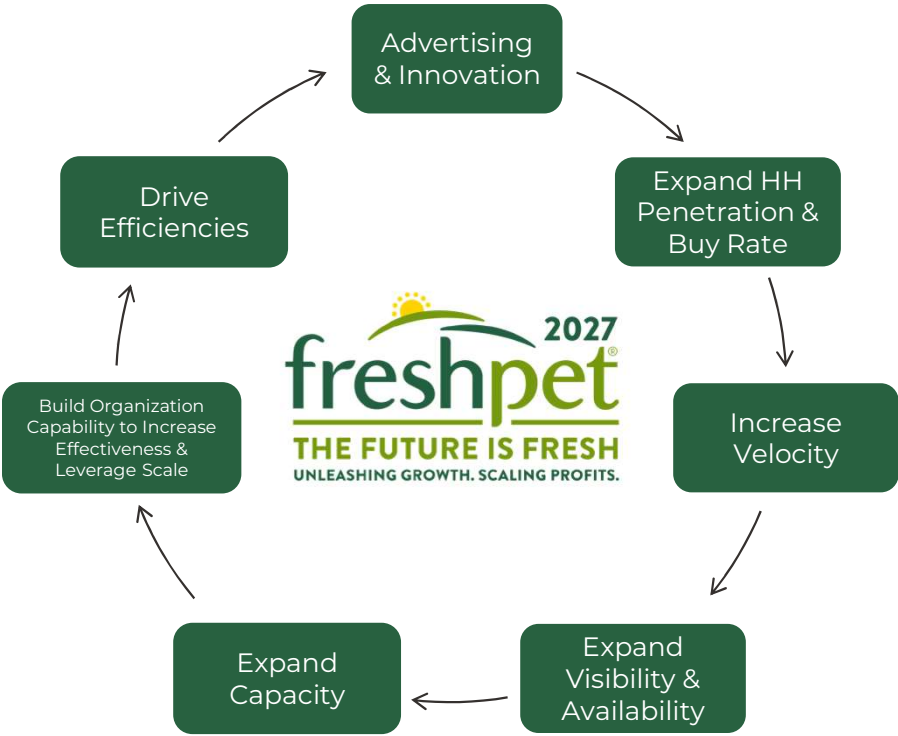 Advertising
& Innovation
Expand HH
Penetration &
Buy Rate
Increase
Velocity
Expand
Visibility &
Availability
Expand
Capacity
Build Organization
Capability to Increase
Effectiveness &
Leverage Scale
Drive
Efficiencies
2027
freshpet®
THE FUTURE IS FRESH
UNLEASHING GROWTH. SCALING PROFITS.